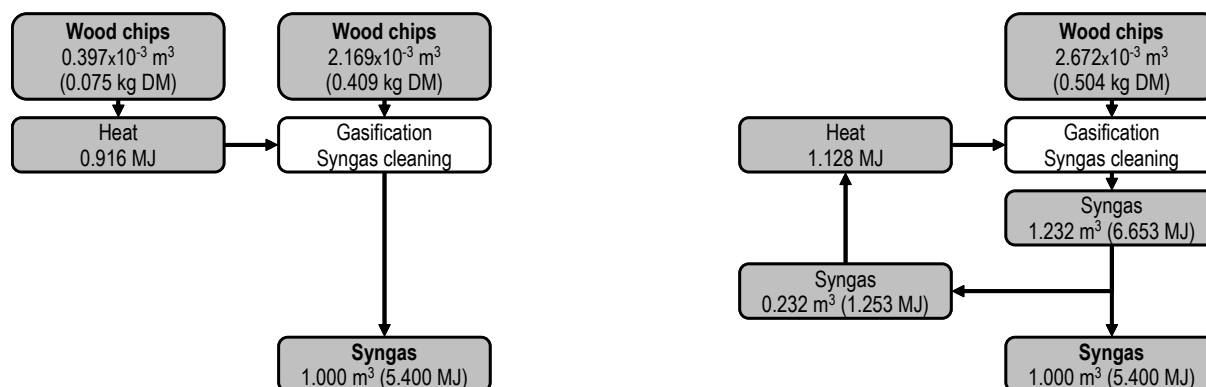 Wood chips
0.397x10⁻³ m³
(0.075 kg DM)
Wood chips
2.169x10⁻³ m³
(0.409 kg DM)
Heat
0.916 MJ
Gasification
Syngas cleaning
Syngas
1.000 m³ (5.400 MJ)
Wood chips
2.672x10⁻³ m³
(0.504 kg DM)
Heat
1.128 MJ
Gasification
Syngas cleaning
Syngas
1.232 m³ (6.653 MJ)
Syngas
0.232 m³ (1.253 MJ)
Syngas
1.000 m³ (5.400 MJ)